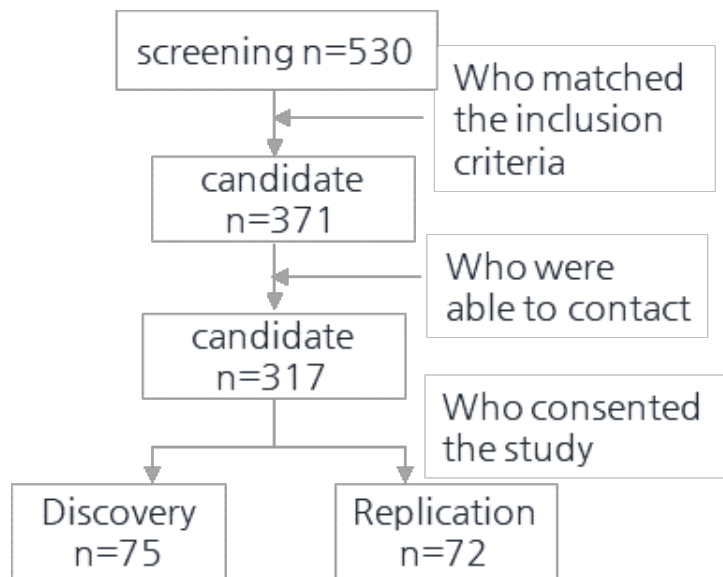 screening n=530
Who matched
the inclusion
criteria
candidate
n=371
Who were
able to contact
candidate
n=317
Who consented
the study
Discovery
n=75
Replication
n=72